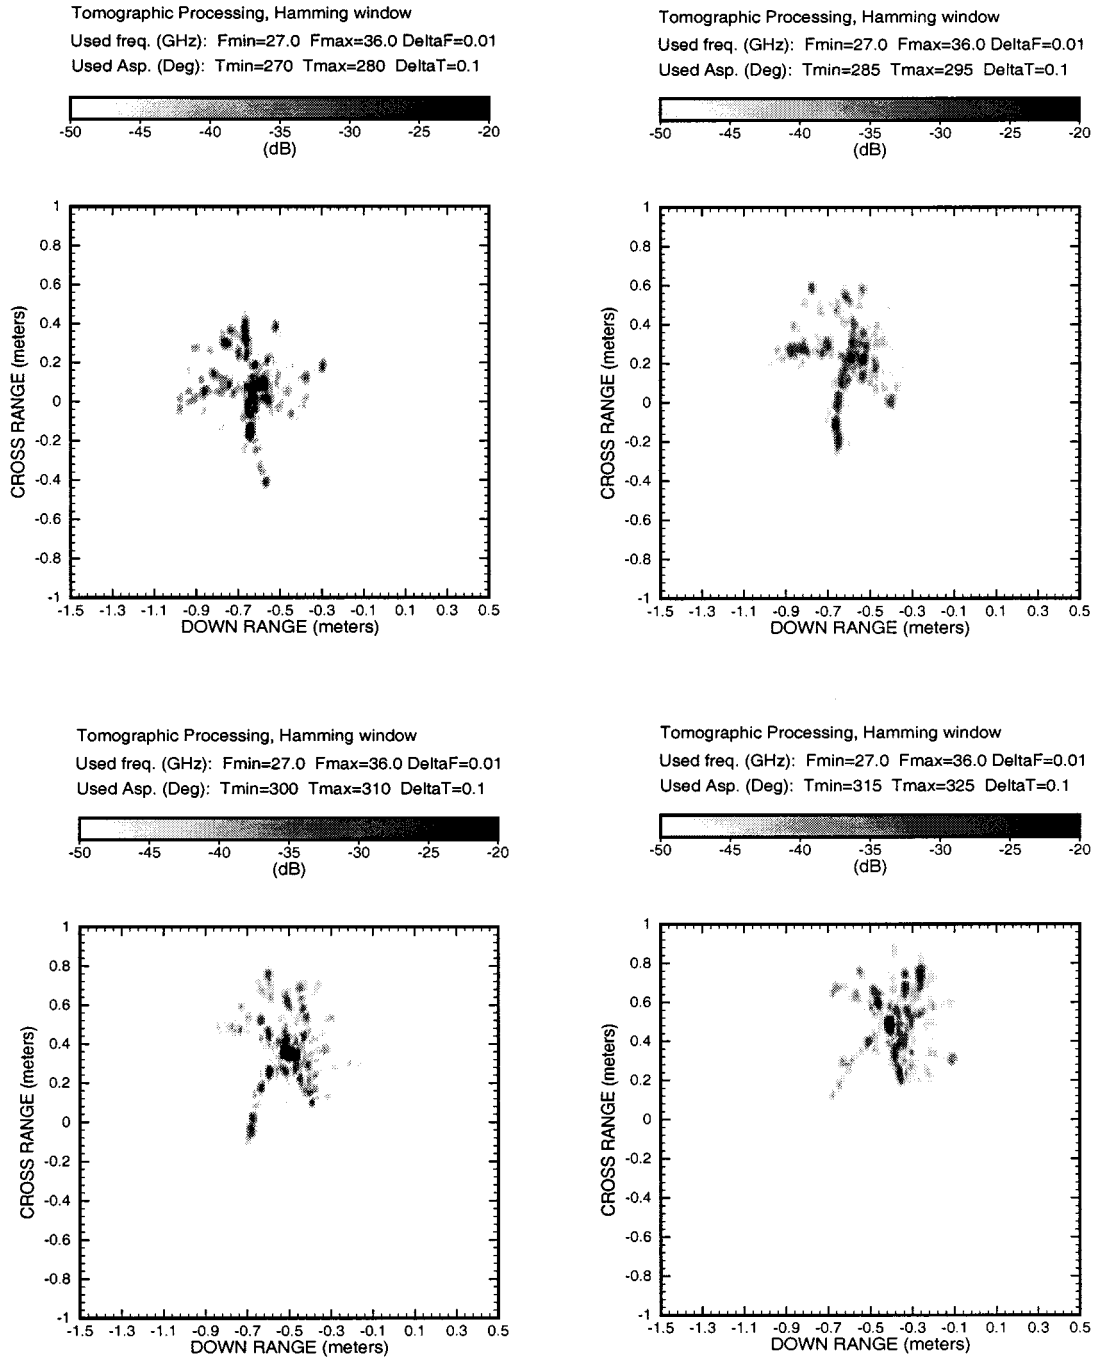 Tomographic Processing, Hamming window
Used freq. (GHz): Fmin=27.0 Fmax=36.0 DeltaF=0.01
Used Asp. (Deg): Tmin=270 Tmax=280 DeltaT=0.1
-50 -45 -40 -35 -30 -25 -20
(dB)
1
0.8
0.6
0.4
0.2
0
-0.2
-0.4
-0.6
-0.8
-1
CROSS RANGE (meters)
-1.5 -1.3 -1.1 -0.9 -0.7 -0.5 -0.3 -0.1 0.1 0.3 0.5
DOWN RANGE (meters)
Tomographic Processing, Hamming window
Used freq. (GHz): Fmin=27.0 Fmax=36.0 DeltaF=0.01
Used Asp. (Deg): Tmin=285 Tmax=295 DeltaT=0.1
-50 -45 -40 -35 -30 -25 -20
(dB)
1
0.8
0.6
0.4
0.2
0
-0.2
-0.4
-0.6
-0.8
-1
CROSS RANGE (meters)
-1.5 -1.3 -1.1 -0.9 -0.7 -0.5 -0.3 -0.1 0.1 0.3 0.5
DOWN RANGE (meters)
Tomographic Processing, Hamming window
Used freq. (GHz): Fmin=27.0 Fmax=36.0 DeltaF=0.01
Used Asp. (Deg): Tmin=300 Tmax=310 DeltaT=0.1
-50 -45 -40 -35 -30 -25 -20
(dB)
1
0.8
0.6
0.4
0.2
0
-0.2
-0.4
-0.6
-0.8
-1
CROSS RANGE (meters)
-1.5 -1.3 -1.1 -0.9 -0.7 -0.5 -0.3 -0.1 0.1 0.3 0.5
DOWN RANGE (meters)
Tomographic Processing, Hamming window
Used freq. (GHz): Fmin=27.0 Fmax=36.0 DeltaF=0.01
Used Asp. (Deg): Tmin=315 Tmax=325 DeltaT=0.1
-50 -45 -40 -35 -30 -25 -20
(dB)
1
0.8
0.6
0.4
0.2
0
-0.2
-0.4
-0.6
-0.8
-1
CROSS RANGE (meters)
-1.5 -1.3 -1.1 -0.9 -0.7 -0.5 -0.3 -0.1 0.1 0.3 0.5
DOWN RANGE (meters)